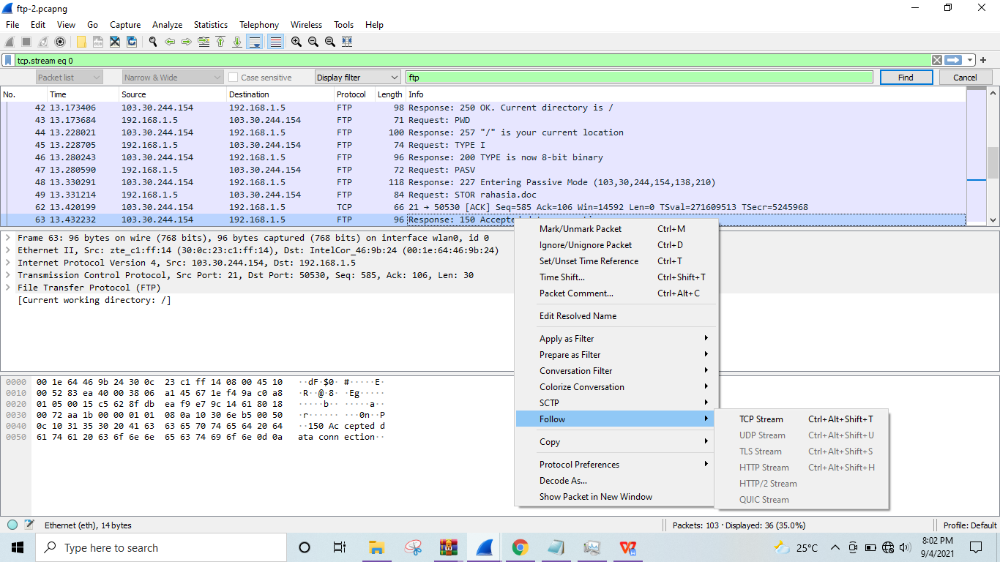 ftp-2.pcapng
File Edit View Go Capture Analyze Statistics Telephony Wireless Tools Help
tcp.stream eq 0
Packet list Narrow & Wide Case sensitive Display filter ftp Find Cancel
No. Time Source Destination Protocol Length Info
42 13.173406 103.30.244.154 192.168.1.5 FTP 98 Response: 250 OK. Current directory is /
43 13.173684 192.168.1.5 103.30.244.154 FTP 71 Request: PWD
44 13.228021 103.30.244.154 192.168.1.5 FTP 100 Response: 257 "/" is your current location
45 13.228705 192.168.1.5 103.30.244.154 FTP 74 Request: TYPE I
46 13.280243 103.30.244.154 192.168.1.5 FTP 96 Response: 200 TYPE is now 8-bit binary
47 13.280590 192.168.1.5 103.30.244.154 FTP 72 Request: PASV
48 13.330291 103.30.244.154 192.168.1.5 FTP 118 Response: 227 Entering Passive Mode (103,30,244,154,138,210)
49 13.331214 192.168.1.5 103.30.244.154 FTP 84 Request: STOR rahasia.doc
62 13.420199 103.30.244.154 192.168.1.5 TCP 66 21 → 50530 [ACK] Seq=585 Ack=106 Win=14592 Len=0 TSval=271609513 TSecr=5245968
63 13.432232 103.30.244.154 192.168.1.5 FTP 96 Response: 150
Frame 63: 96 bytes on wire (768 bits), 96 bytes captured (768 bits) on interface wlan0, id 0
Ethernet II, Src: zte_c1:ff:14 (30:0c:23:c1:ff:14), Dst: IntelCor_46:9b:24 (00:1e:64:46:9b:24)
Internet Protocol Version 4, Src: 103.30.244.154, Dst: 192.168.1.5
Transmission Control Protocol, Src Port: 21, Dst Port: 50530, Seq: 585, Ack: 106, Len: 30
File Transfer Protocol (FTP)
[Current working directory: /]
0000 00 1e 64 46 9b 24 30 0c 23 c1 ff 14 08 00 45 10 ··dF·$0· #·····E·
0010 00 52 83 ea 40 00 38 06 a1 45 67 1e f4 9a c0 a8 ·R··@·8· ·Eg·····
0020 01 05 00 15 c5 62 8f db ea f9 e7 9c 14 61 80 18 ·····b·· ·····a··
0030 00 72 aa 1b 00 00 01 01 08 0a 10 30 6e b5 00 50 ·r······ ···0n··P
0040 0c 10 31 35 30 20 41 63 63 65 70 74 65 64 20 64 ··150 Ac cepted d
0050 61 74 61 20 63 6f 6e 6e 65 63 74 69 6f 6e 0d 0a ata conn ection··
Mark/Unmark Packet Ctrl+M
Ignore/Unignore Packet Ctrl+D
Set/Unset Time Reference Ctrl+T
Time Shift... Ctrl+Shift+T
Packet Comment... Ctrl+Alt+C
Edit Resolved Name
Apply as Filter
Prepare as Filter
Conversation Filter
Colorize Conversation
SCTP
Follow
Copy
Protocol Preferences
Decode As...
Show Packet in New Window
TCP Stream Ctrl+Alt+Shift+T
UDP Stream Ctrl+Alt+Shift+U
TLS Stream Ctrl+Alt+Shift+S
HTTP Stream Ctrl+Alt+Shift+H
HTTP/2 Stream
QUIC Stream
Ethernet (eth), 14 bytes Packets: 103 · Displayed: 36 (35.0%) Profile: Default
Type here to search 25°C 8:02 PM
9/4/2021